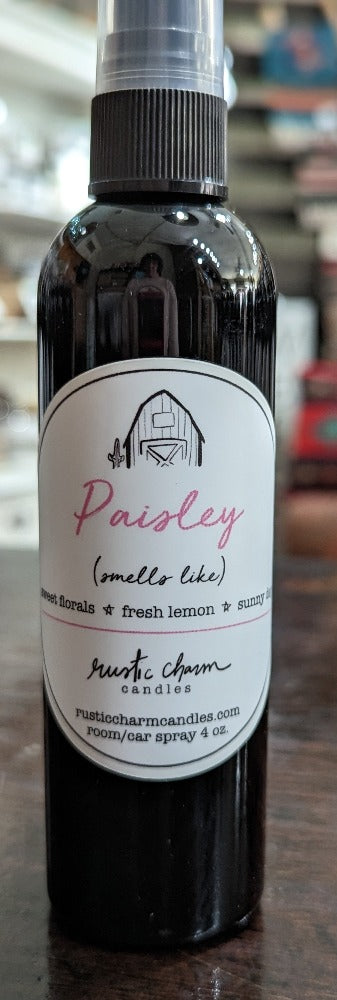 Paisley
(smells like)
sweet florals ☆ fresh lemon ☆ sunny
rustic charm
candles
rusticcharmcandles.com
room/car spray 4 oz.